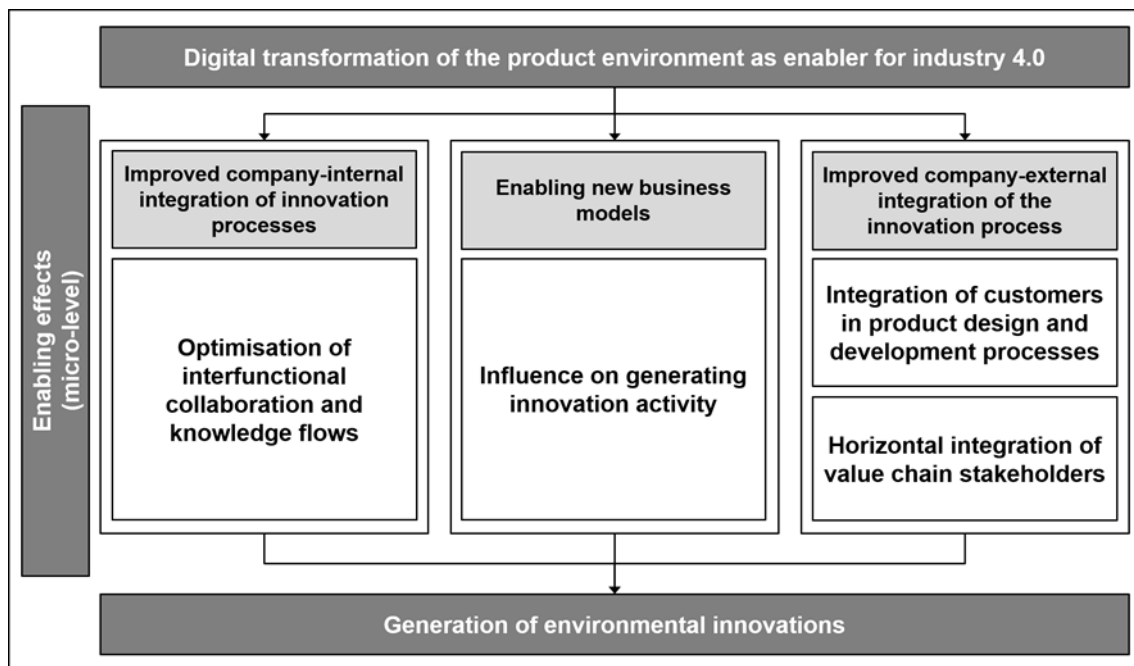 Digital transformation of the product environment as enabler for industry 4.0
Enabling effects
(micro-level)
Improved company-internal
integration of innovation
processes
Optimisation of
interfunctional
collaboration and
knowledge flows
Enabling new business
models
Influence on generating
innovation activity
Improved company-external
integration of the
innovation process
Integration of customers
in product design and
development processes
Horizontal integration of
value chain stakeholders
Generation of environmental innovations